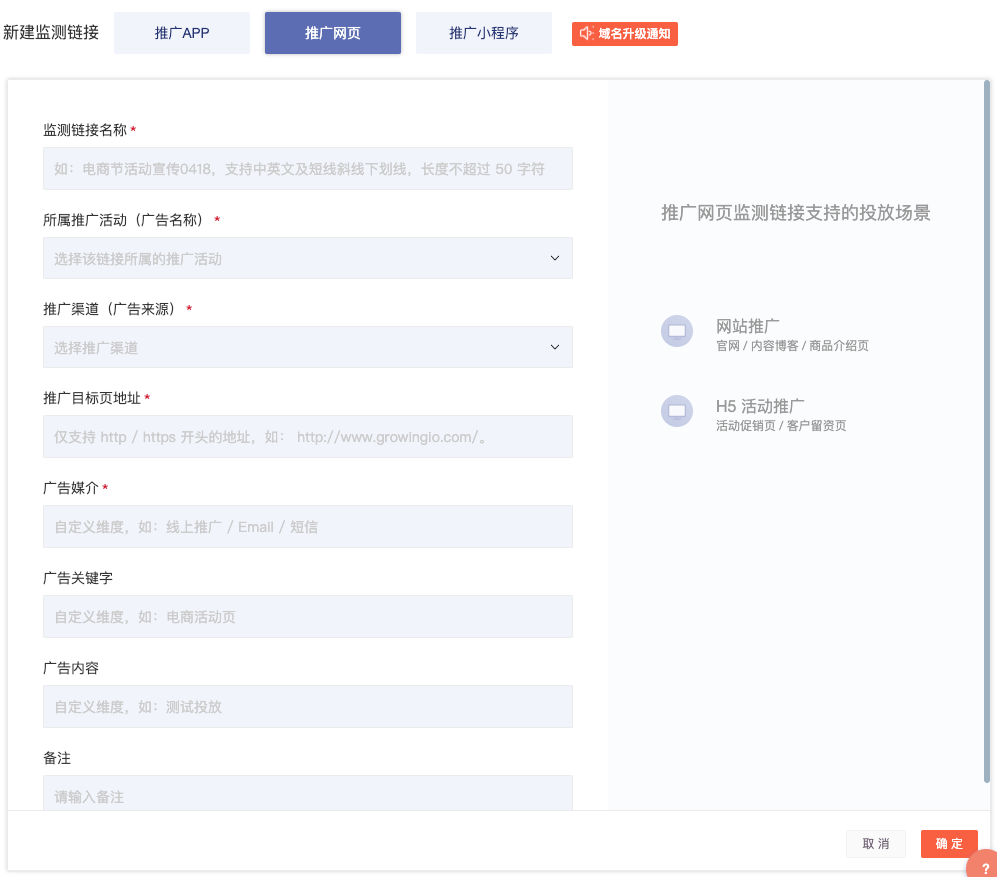 新建监测链接
推广APP
推广网页
推广小程序
域名升级通知
监测链接名称 *
如：电商节活动宣传0418，支持中英文及短线斜线下划线，长度不超过 50 字符
所属推广活动（广告名称） *
选择该链接所属的推广活动
推广渠道（广告来源） *
选择推广渠道
推广目标页地址 *
仅支持 http / https 开头的地址，如： http://www.growingio.com/。
广告媒介 *
自定义维度，如：线上推广 / Email / 短信
广告关键字
自定义维度，如：电商活动页
广告内容
自定义维度，如：测试投放
备注
请输入备注
推广网页监测链接支持的投放场景
网站推广
官网 / 内容博客 / 商品介绍页
H5 活动推广
活动促销页 / 客户留资页
取 消
确 定
?